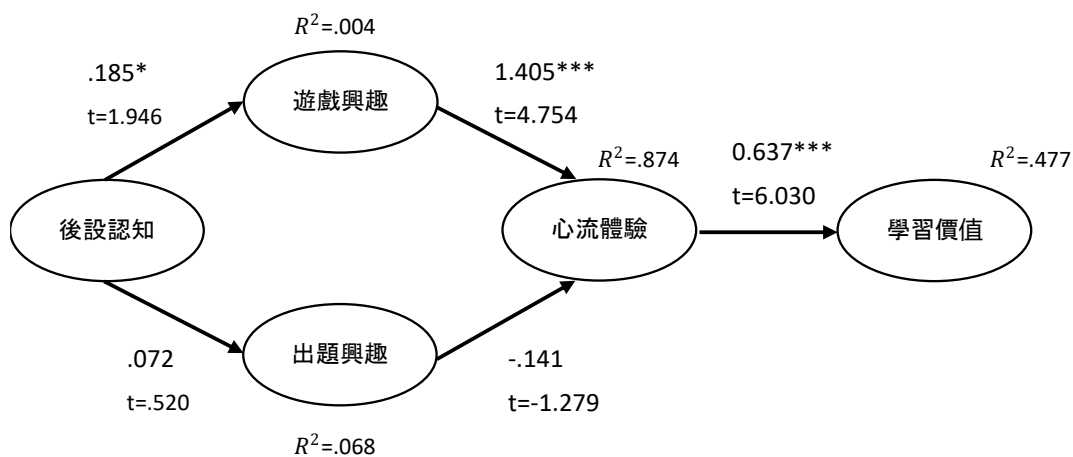 R²=.004
.185*
t=1.946
遊戲興趣
1.405***
t=4.754
R²=.874
0.637***
t=6.030
R²=.477
後設認知
心流體驗
學習價值
.072
t=.520
出題興趣
-.141
t=-1.279
R²=.068